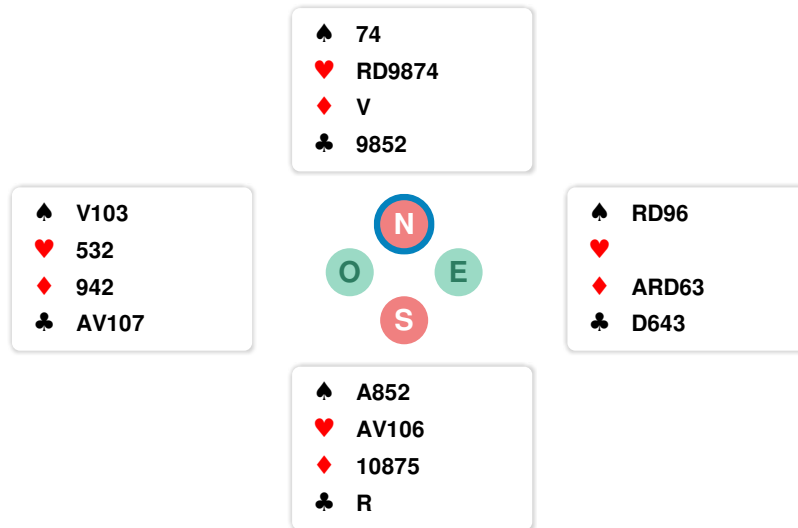 ♠ 74
♥ RD9874
♦ V
♣ 9852
♠ V103
♥ 532
♦ 942
♣ AV107
N
O E
S
♠ RD96
♥
♦ ARD63
♣ D643
♠ A852
♥ AV106
♦ 10875
♣ R